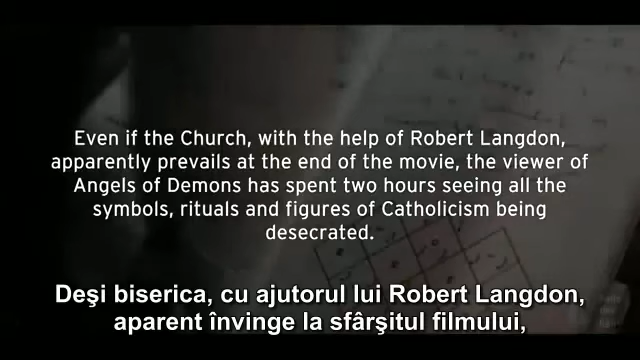 Even if the Church, with the help of Robert Langdon,
apparently prevails at the end of the movie, the viewer of
Angels of Demons has spent two hours seeing all the
symbols, rituals and figures of Catholicism being
desecrated.
Deşi biserica, cu ajutorul lui Robert Langdon,
aparent învinge la sfârşitul filmului,